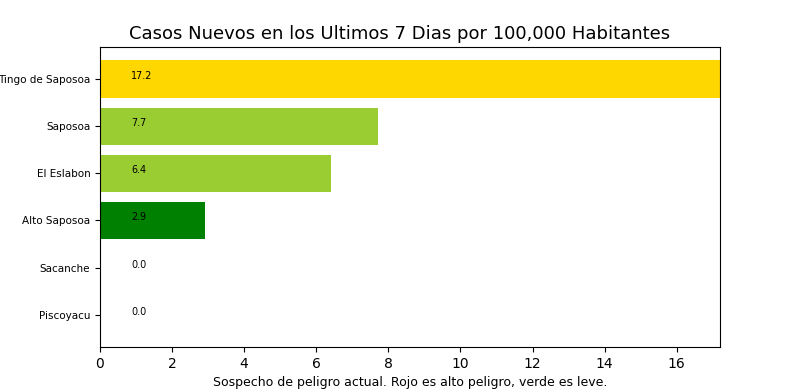 Casos Nuevos en los Ultimos 7 Dias por 100,000 Habitantes
Tingo de Saposoa 17.2
Saposoa 7.7
El Eslabon 6.4
Alto Saposoa 2.9
Sacanche 0.0
Piscoyacu 0.0
0 2 4 6 8 10 12 14 16
Sospecho de peligro actual. Rojo es alto peligro, verde es leve.